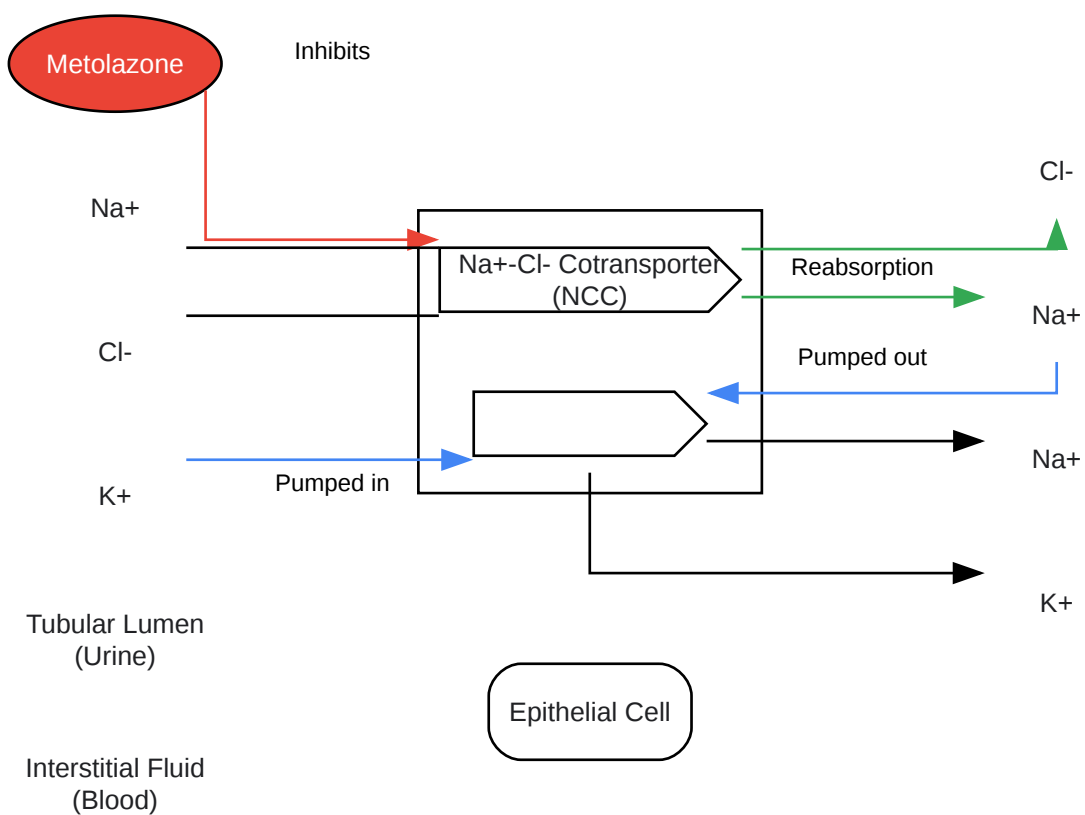 Metolazone
Inhibits
Cl-
Na+
Na+-Cl- Cotransporter
(NCC)
Reabsorption
Na+
Cl-
Pumped out
Na+
Pumped in
K+
K+
Tubular Lumen
(Urine)
Epithelial Cell
Interstitial Fluid
(Blood)